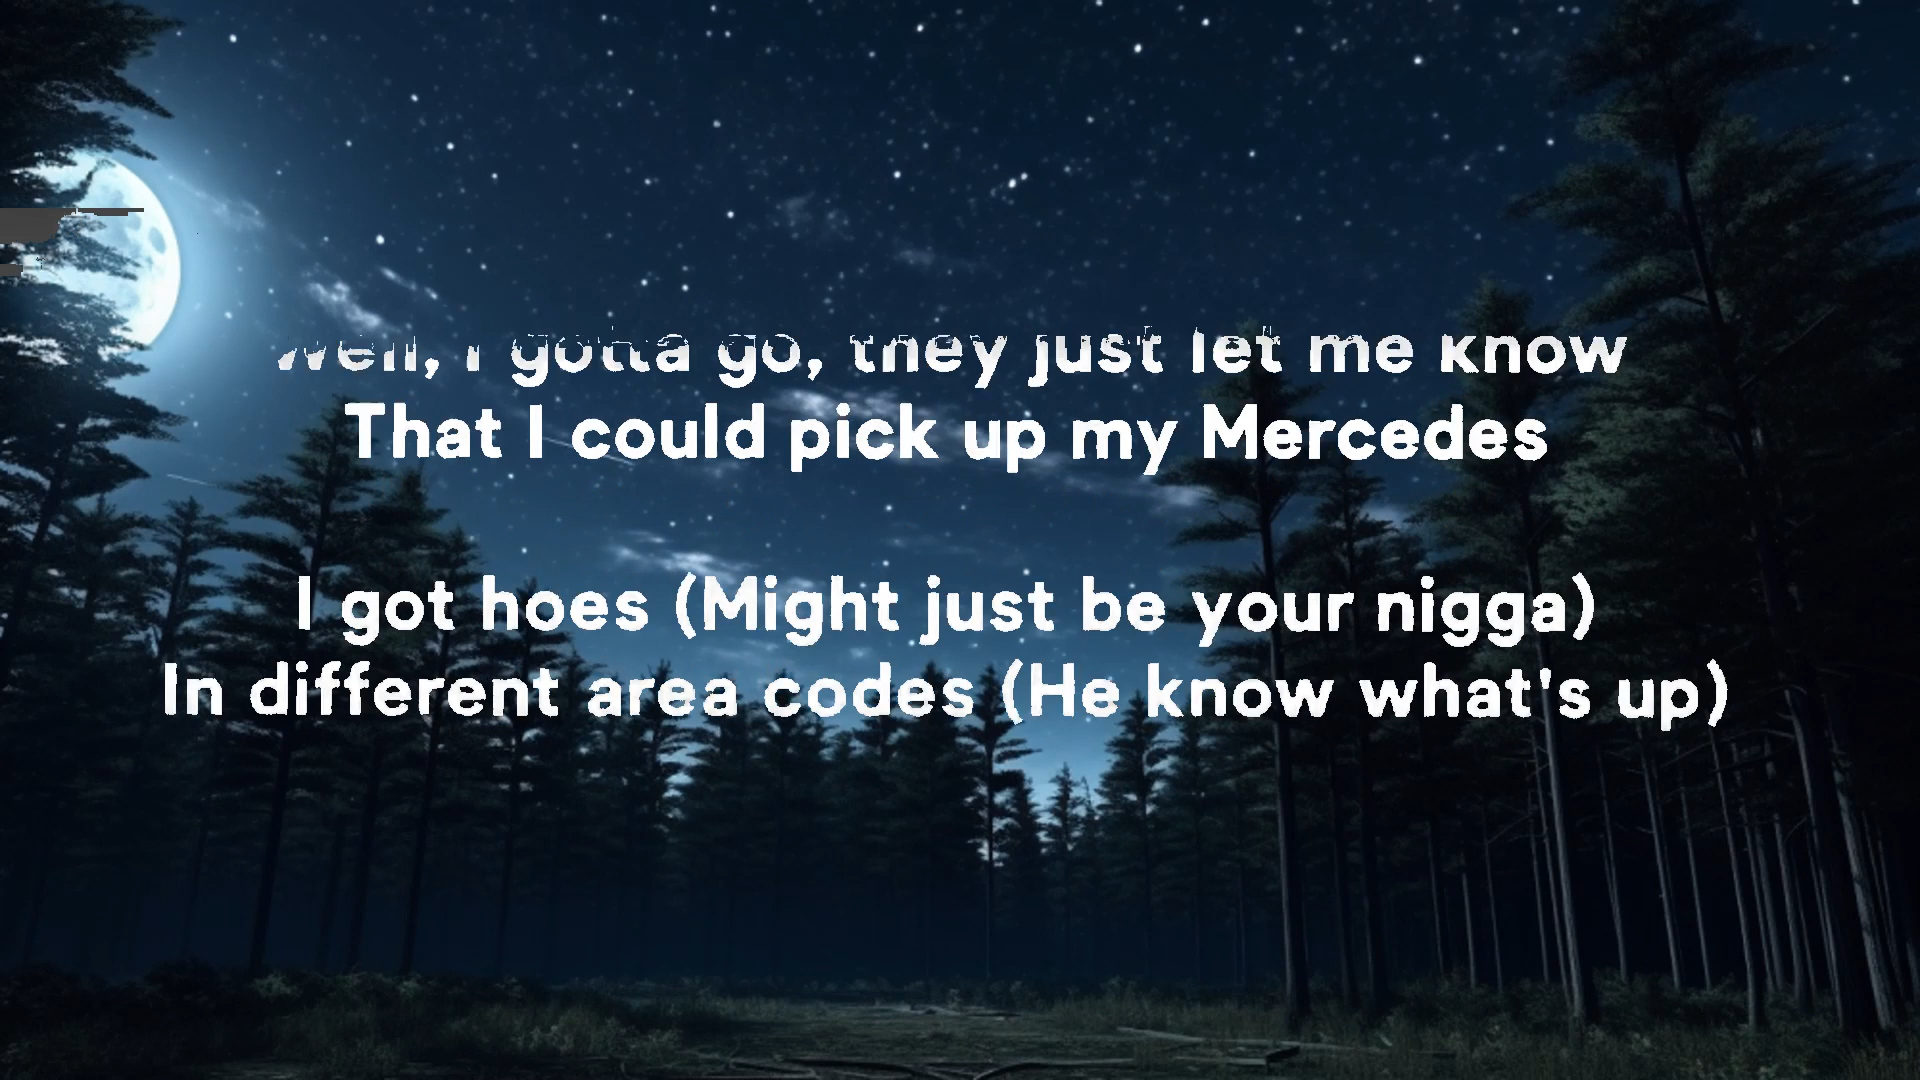 Well, I gotta go, they just let me know
That I could pick up my Mercedes
I got hoes (Might just be your nigga)
In different area codes (He know what's up)